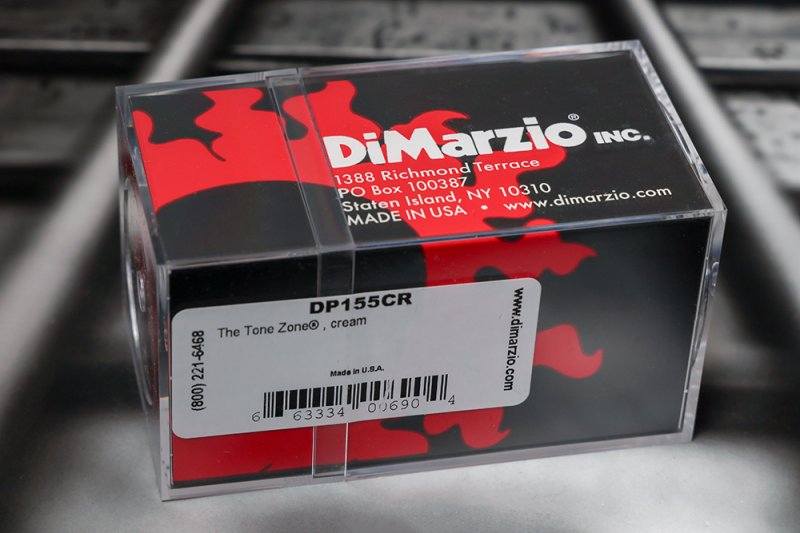 DiMarzio® INC.
1388 Richmond Terrace
PO Box 100387
Staten Island, NY 10310
MADE IN USA • www.dimarzio.com
DP155CR
The Tone Zone® , cream
(800) 221-6468
www.dimarzio.com
Made in U.S.A.
6 63334 00690 4